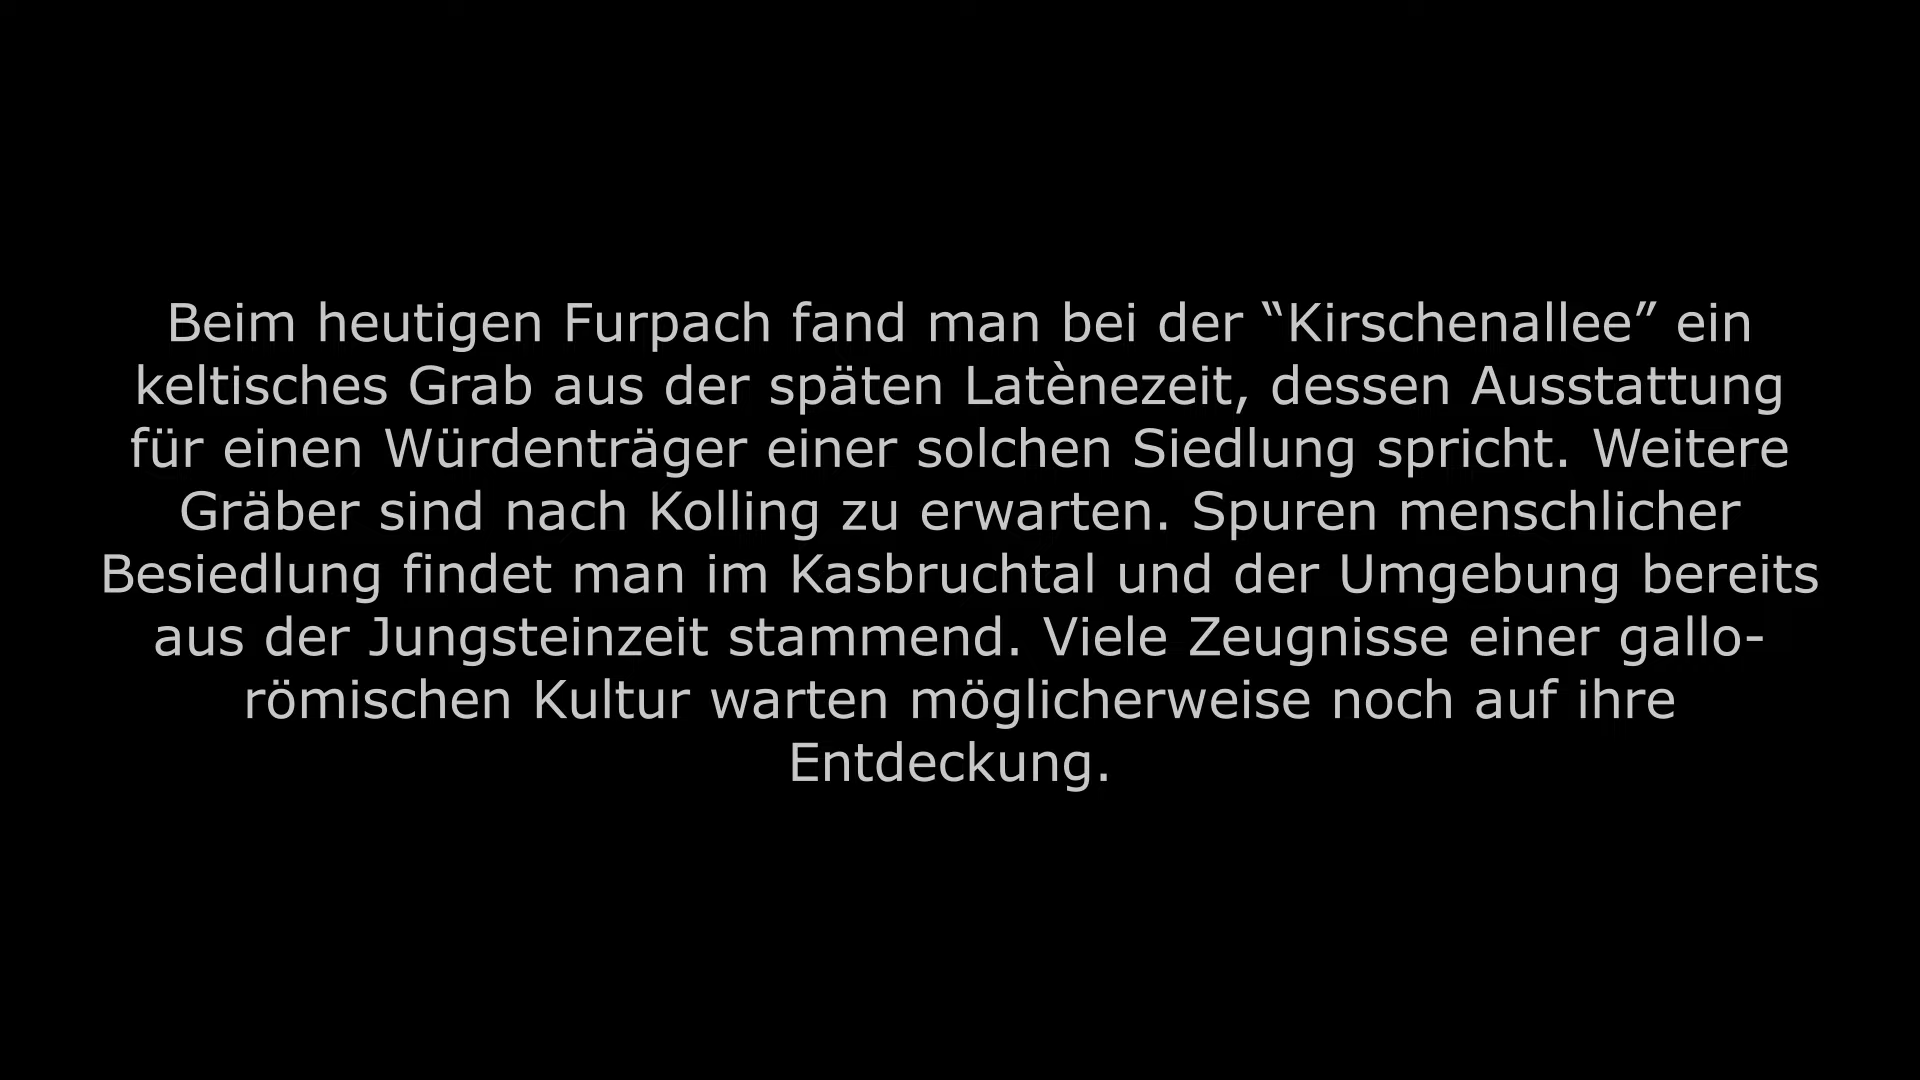 Beim heutigen Furpach fand man bei der “Kirschenallee” ein
keltisches Grab aus der späten Latènezeit, dessen Ausstattung
für einen Würdenträger einer solchen Siedlung spricht. Weitere
Gräber sind nach Kolling zu erwarten. Spuren menschlicher
Besiedlung findet man im Kasbruchtal und der Umgebung bereits
aus der Jungsteinzeit stammend. Viele Zeugnisse einer gallo-
römischen Kultur warten möglicherweise noch auf ihre
Entdeckung.